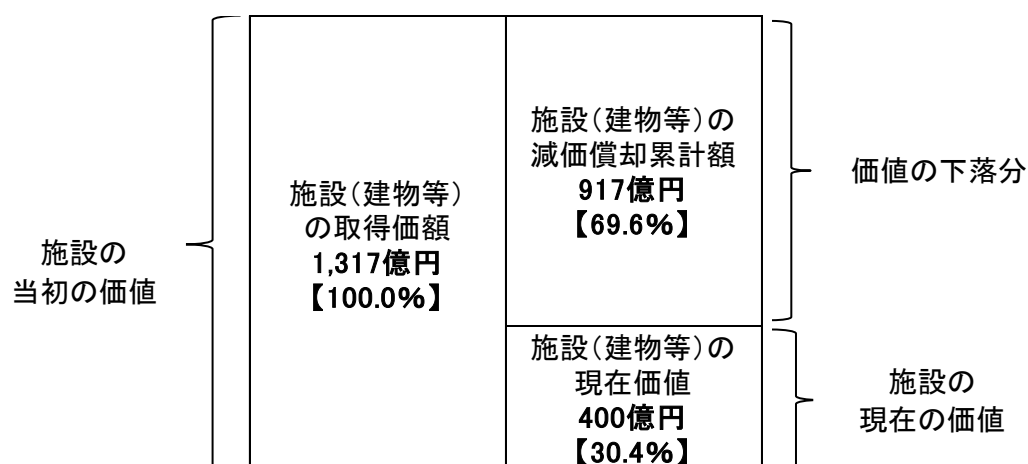 施設の
当初の価値
施設(建物等)
の取得価額
1,317億円
【100.0%】
施設(建物等)の
減価償却累計額
917億円
【69.6%】
価値の下落分
施設(建物等)の
現在価値
400億円
【30.4%】
施設の
現在の価値